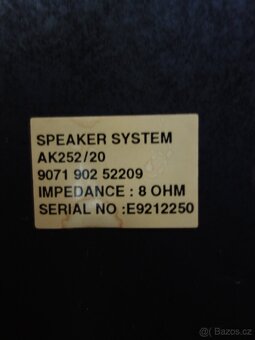 SPEAKER SYSTEM
AK252/20
9071 902 52209
IMPEDANCE : 8 OHM
SERIAL NO :E9212250
© Bazos.cz